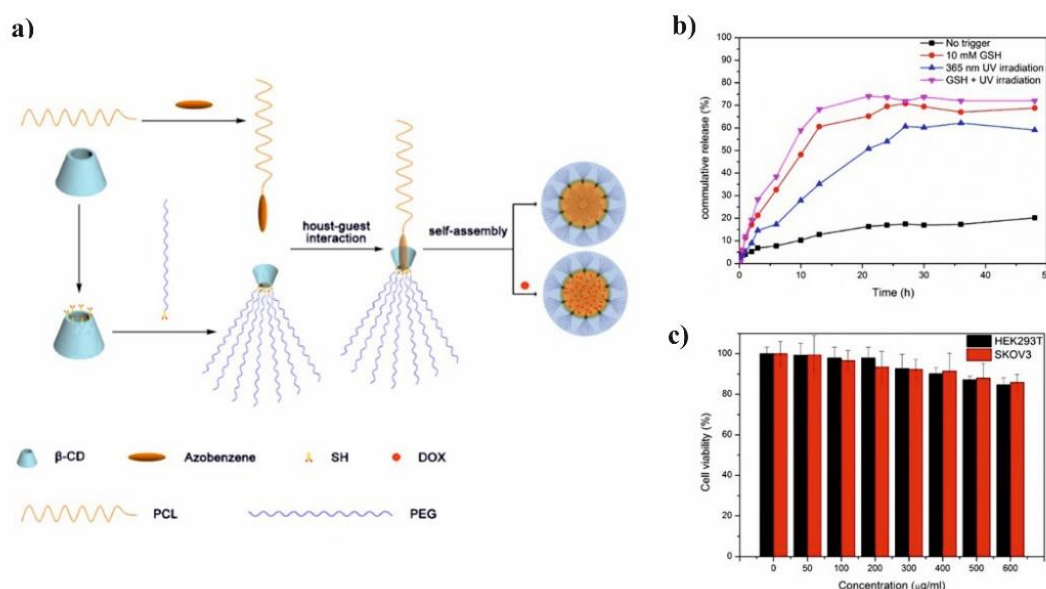 a)
houst-guest
interaction
self-assembly
β-CD
Azobenzene
SH
DOX
PCL
PEG
b)
No trigger
10 mM GSH
365 nm UV irradiation
GSH + UV irradiation
commulative release (%)
100
90
80
70
60
50
40
30
20
10
0
0
10
20
30
40
50
Time (h)
c)
HEK293T
SKOV3
Cell viability (%)
100
80
60
40
20
0
0
50
100
200
300
400
500
600
Concentration (μg/ml)